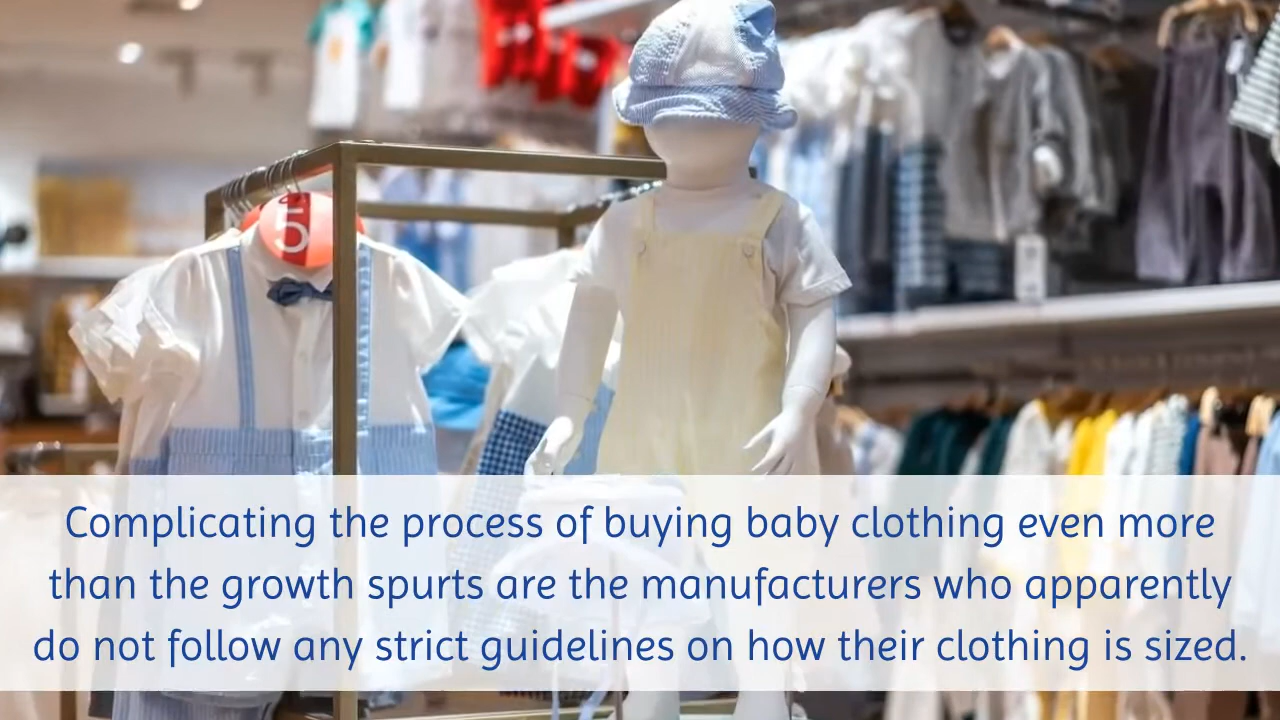 5
Complicating the process of buying baby clothing even more
than the growth spurts are the manufacturers who apparently
do not follow any strict guidelines on how their clothing is sized.